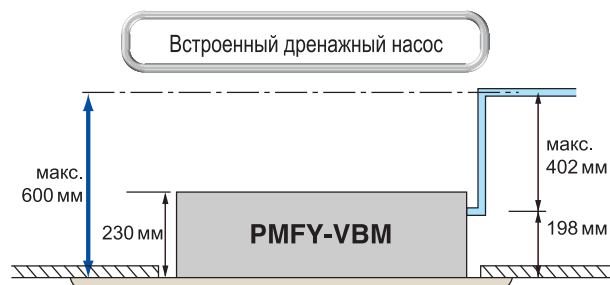 Встроенный дренажный насос
макс.
600 мм
230 мм
PMFY-VBM
макс.
402 мм
198 мм